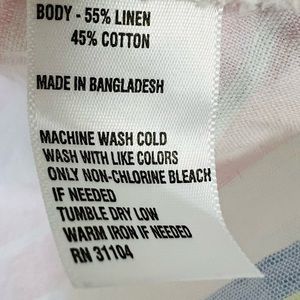 BODY - 55% LINEN
45% COTTON
MADE IN BANGLADESH
MACHINE WASH COLD
WASH WITH LIKE COLORS
ONLY NON-CHLORINE BLEACH
IF NEEDED
TUMBLE DRY LOW
WARM IRON IF NEEDED
RN 31104